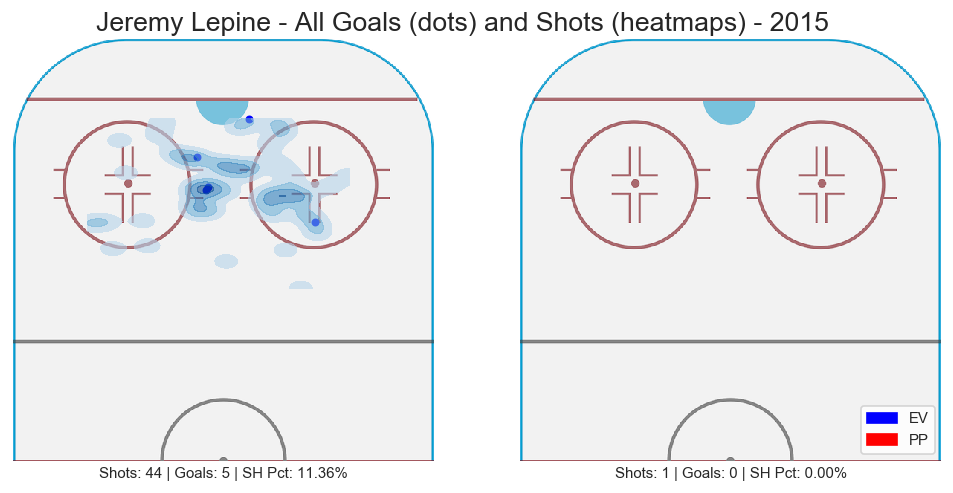 Jeremy Lepine - All Goals (dots) and Shots (heatmaps) - 2015
EV
PP
Shots: 44 | Goals: 5 | SH Pct: 11.36%
Shots: 1 | Goals: 0 | SH Pct: 0.00%